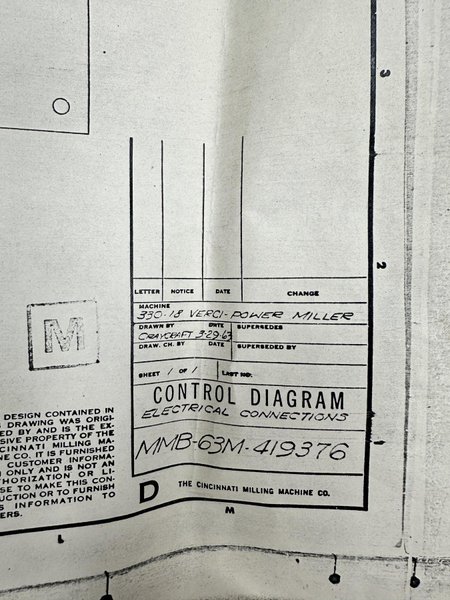 3
2
LETTER NOTICE DATE CHANGE
MACHINE
330-18 VERCI-POWER MILLER
DRAWN BY DATE SUPERSEDES
CRAYCRAFT 3-29-63
DRAW. CH. BY DATE SUPERSEDED BY
SHEET 1 OF 1 LAST NO.
CONTROL DIAGRAM
ELECTRICAL CONNECTIONS
1
MMB-63M-419376
D THE CINCINNATI MILLING MACHINE CO.
M
L
M
DESIGN CONTAINED IN
DRAWING WAS ORIGI-
ED BY AND IS THE EX-
SIVE PROPERTY OF THE
CINNATI MILLING MA-
NE CO. IT IS FURNISHED
CUSTOMER INFORMA-
ONLY AND IS NOT AN
THORIZATION OR LI-
SE TO MAKE THIS CON-
UCTION OR TO FURNISH
S INFORMATION TO
ERS.